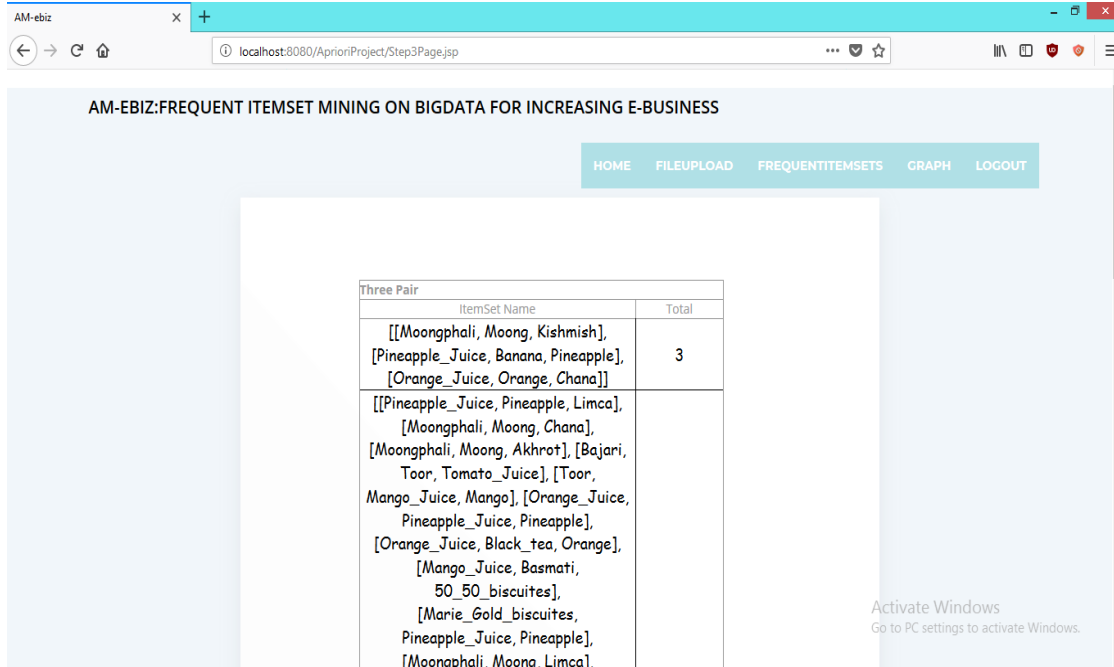 AM-ebiz
localhost:8080/AprioriProject/Step3Page.jsp
AM-EBIZ:FREQUENT ITEMSET MINING ON BIGDATA FOR INCREASING E-BUSINESS
HOME FILEUPLOAD FREQUENTITEMSETS GRAPH LOGOUT
Three Pair
ItemSet Name Total
[[Moongphali, Moong, Kishmish],
[Pineapple_Juice, Banana, Pineapple], 3
[Orange_Juice, Orange, Chana]]
[[Pineapple_Juice, Pineapple, Limca],
[Moongphali, Moong, Chana],
[Moongphali, Moong, Akhrot], [Bajari,
Toor, Tomato_Juice], [Toor,
Mango_Juice, Mango], [Orange_Juice,
Pineapple_Juice, Pineapple],
[Orange_Juice, Black_tea, Orange],
[Mango_Juice, Basmati,
50_50_biscuites],
[Marie_Gold_biscuites,
Pineapple_Juice, Pineapple],
[Moongphali, Moong, Limca],
Activate Windows
Go to PC settings to activate Windows.